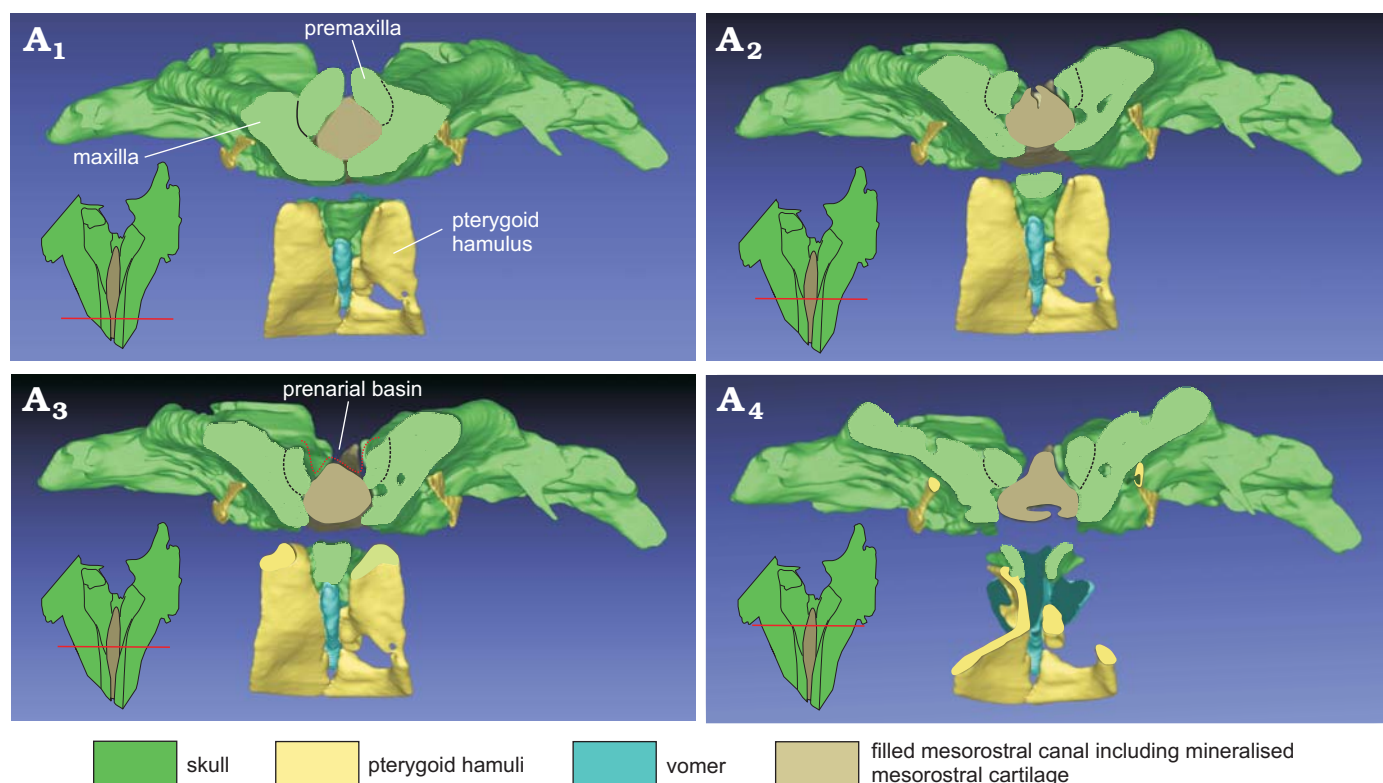 A1
premaxilla
maxilla
pterygoid
hamulus
A2
A3
prenarial basin
A4
skull
pterygoid hamuli
vomer
filled mesorostral canal including mineralised
mesorostral cartilage